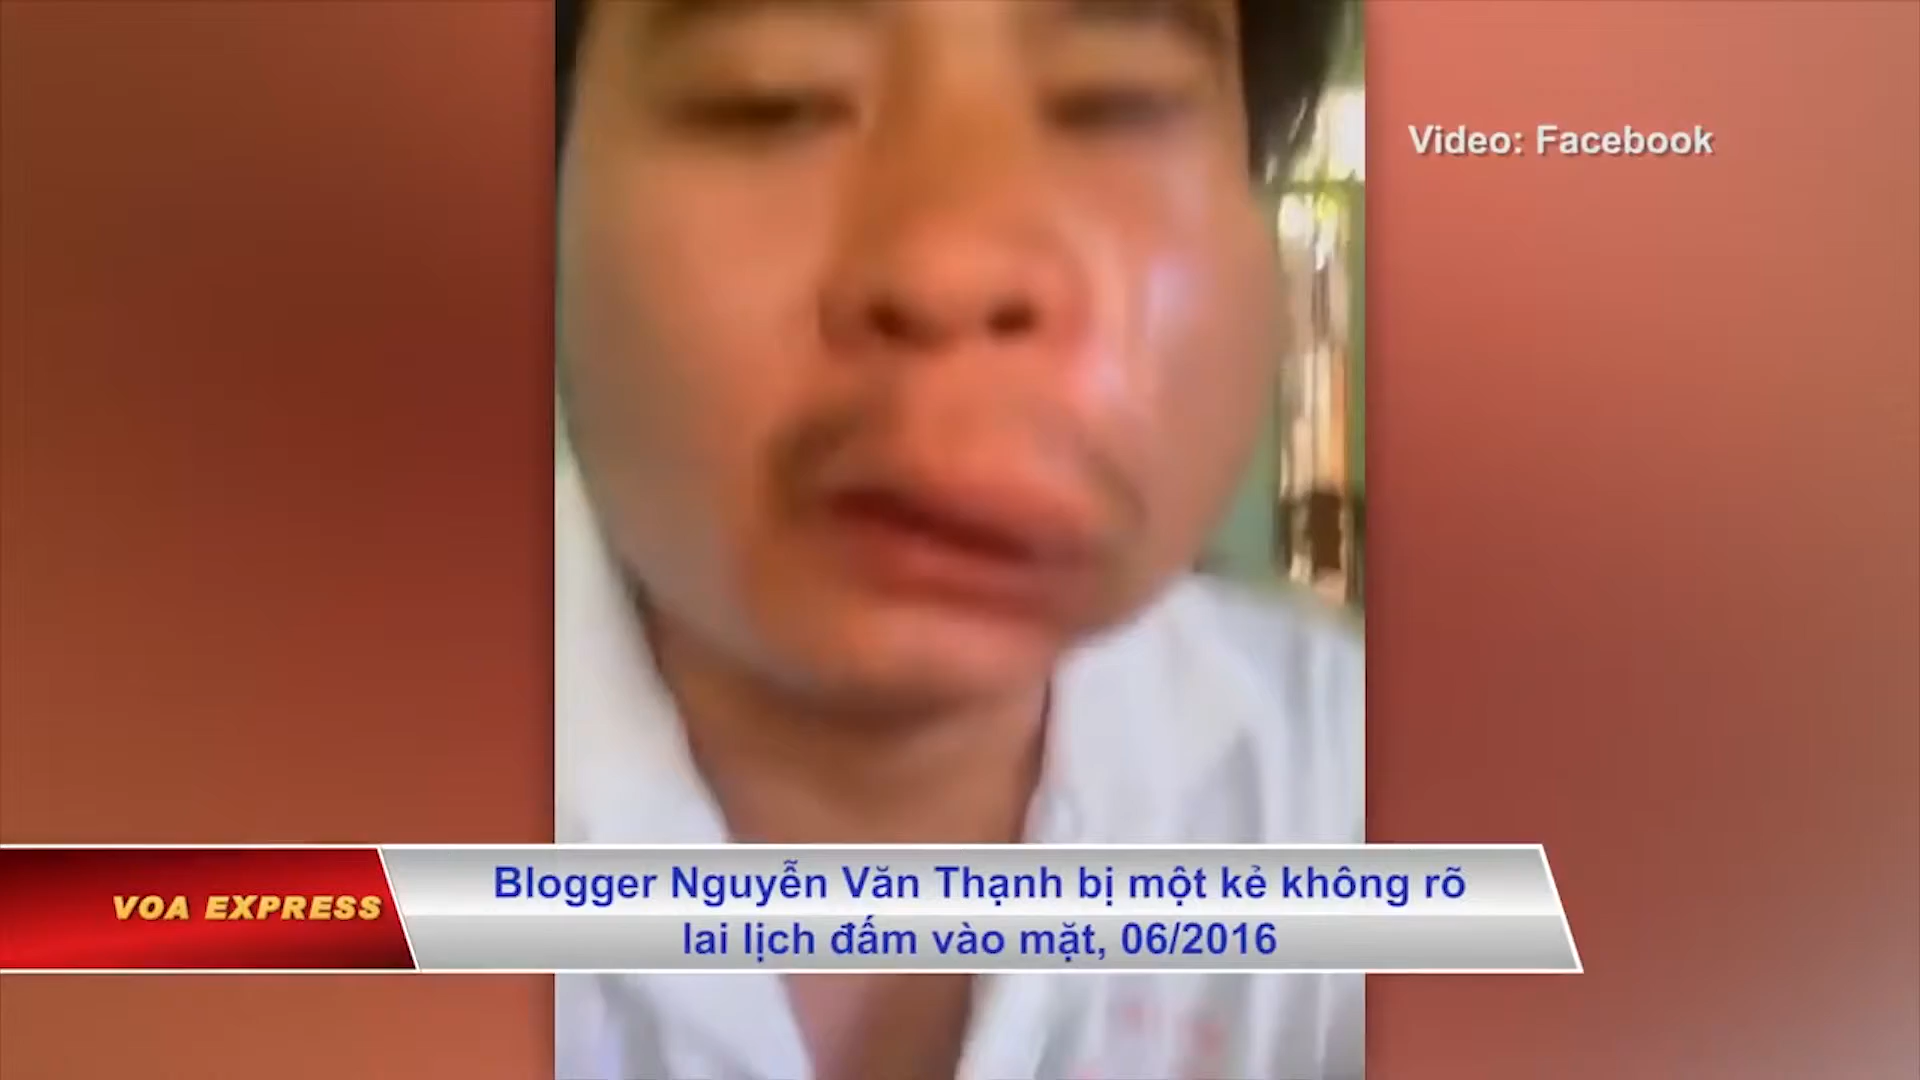 Video: Facebook
Blogger Nguyễn Văn Thạnh bị một kẻ không rõ
VOA EXPRESS
lai lịch đấm vào mặt, 06/2016